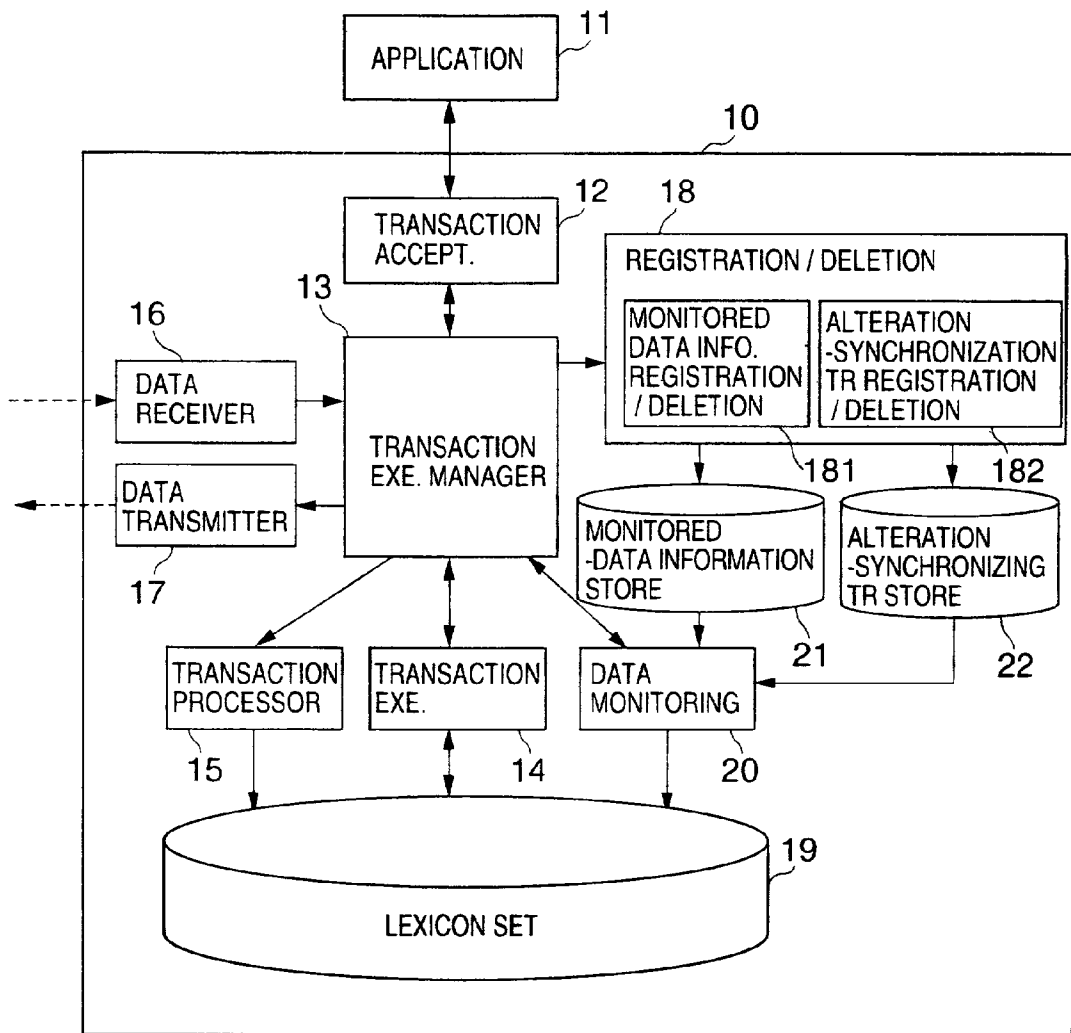 11
APPLICATION
10
12
TRANSACTION
ACCEPT.
18
REGISTRATION / DELETION
13
16
MONITORED
DATA INFO.
REGISTRATION
/ DELETION
ALTERATION
-SYNCHRONIZATION
TR REGISTRATION
/ DELETION
DATA
RECEIVER
TRANSACTION
EXE. MANAGER
181
182
DATA
TRANSMITTER
17
MONITORED
-DATA INFORMATION
STORE
ALTERATION
-SYNCHRONIZING
TR STORE
21
22
TRANSACTION
PROCESSOR
TRANSACTION
EXE.
DATA
MONITORING
15
14
20
19
LEXICON SET